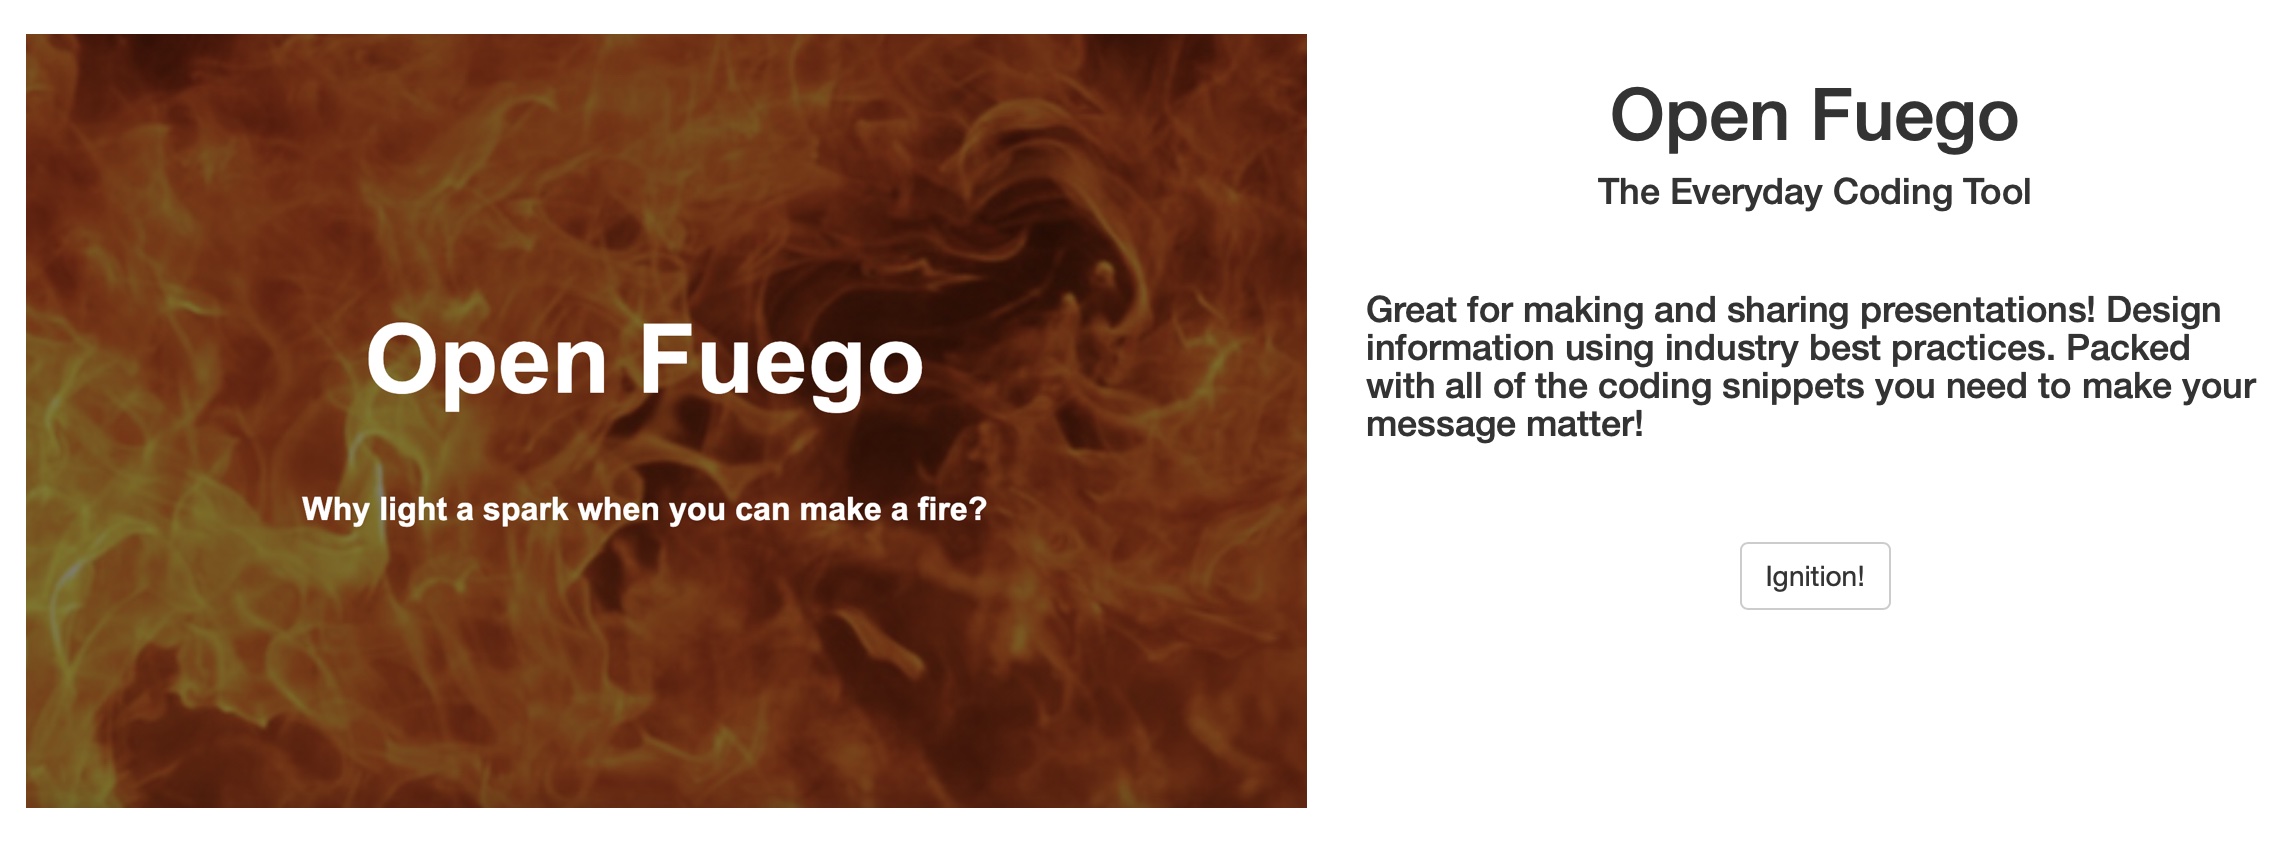 Open Fuego
Why light a spark when you can make a fire?
Open Fuego
The Everyday Coding Tool
Great for making and sharing presentations! Design
information using industry best practices. Packed
with all of the coding snippets you need to make your
message matter!
Ignition!